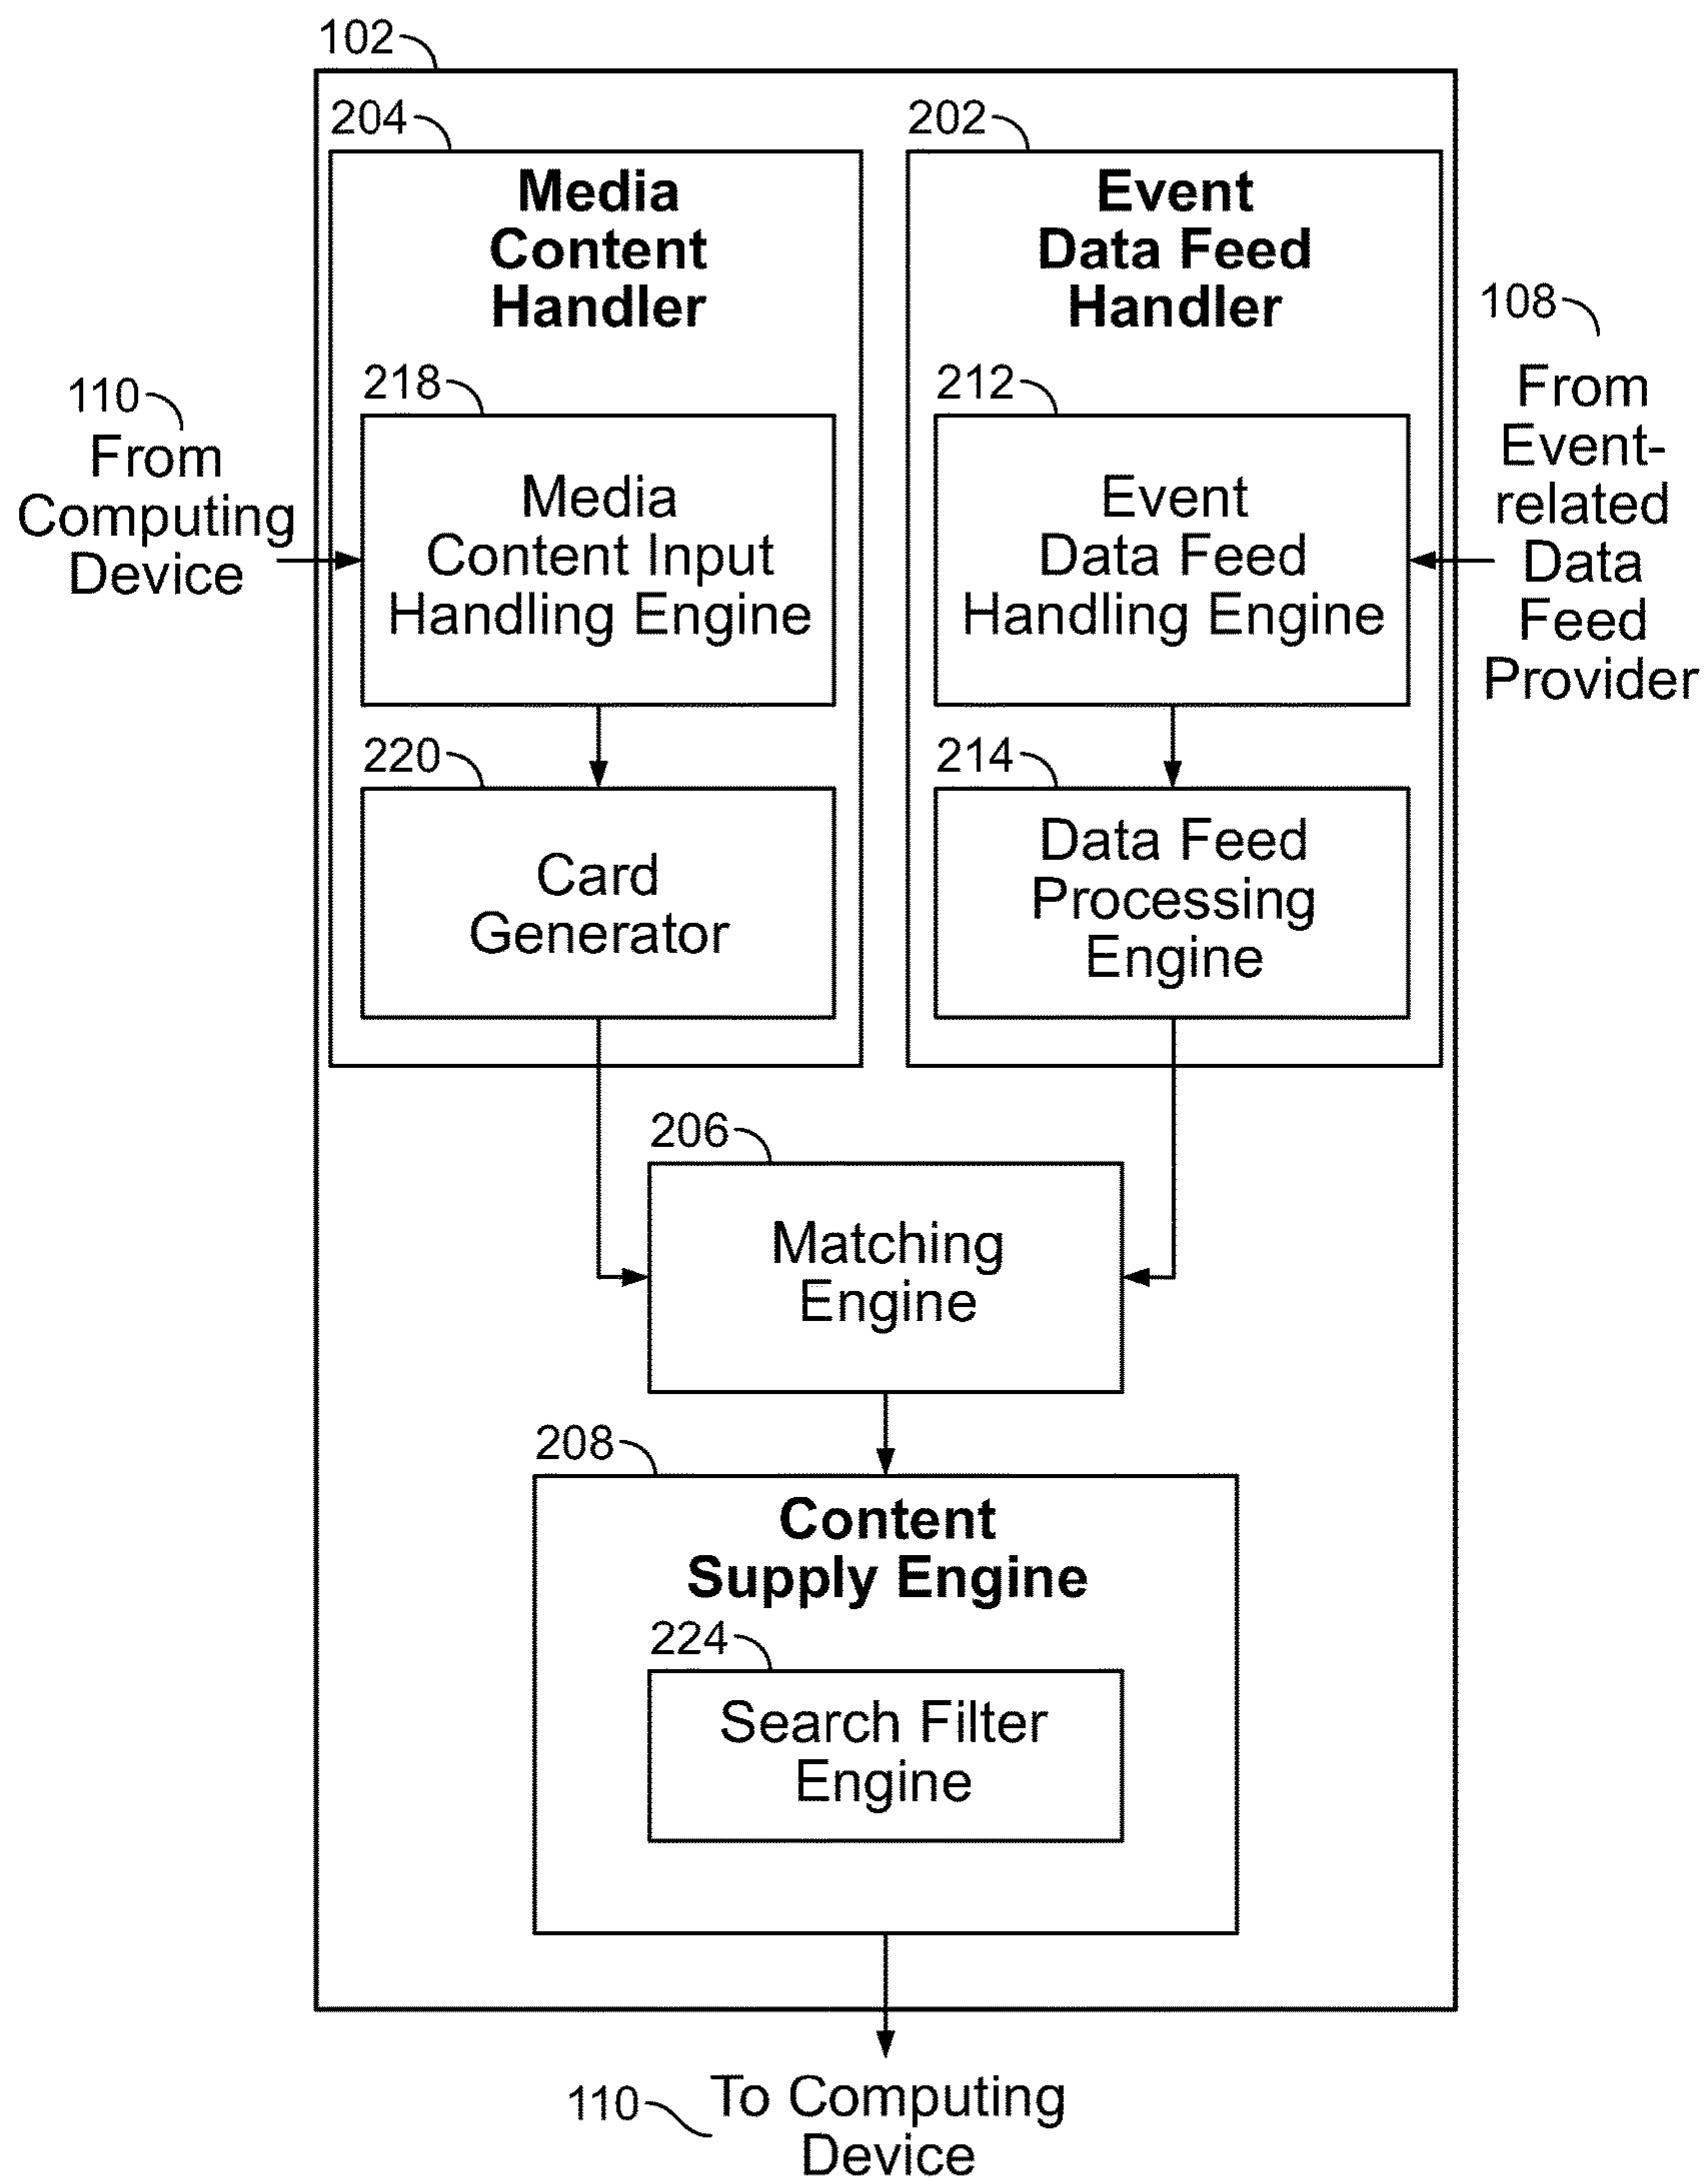 102
204
Media
Content
Handler
202
Event
Data Feed
Handler
110
From
Computing
Device
218
Media
Content Input
Handling Engine
212
Event
Data Feed
Handling Engine
108
From
Event-
related
Data
Feed
Provider
220
Card
Generator
214
Data Feed
Processing
Engine
206
Matching
Engine
208
Content
Supply Engine
224
Search Filter
Engine
110
To Computing
Device